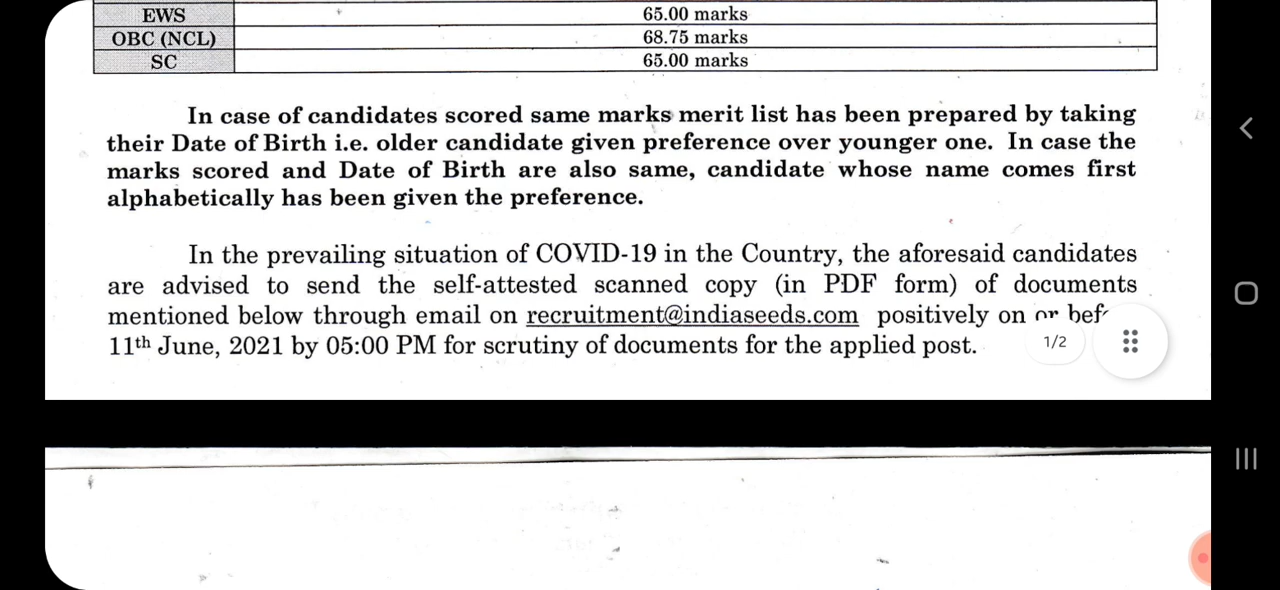 EWS 65.00 marks
OBC (NCL) 68.75 marks
SC 65.00 marks
In case of candidates scored same marks merit list has been prepared by taking
their Date of Birth i.e. older candidate given preference over younger one. In case the
marks scored and Date of Birth are also same, candidate whose name comes first
alphabetically has been given the preference.
In the prevailing situation of COVID-19 in the Country, the aforesaid candidates
are advised to send the self-attested scanned copy (in PDF form) of documents
mentioned below through email on recruitment@indiaseeds.com positively on or
11th June, 2021 by 05:00 PM for scrutiny of documents for the applied post.
1/2